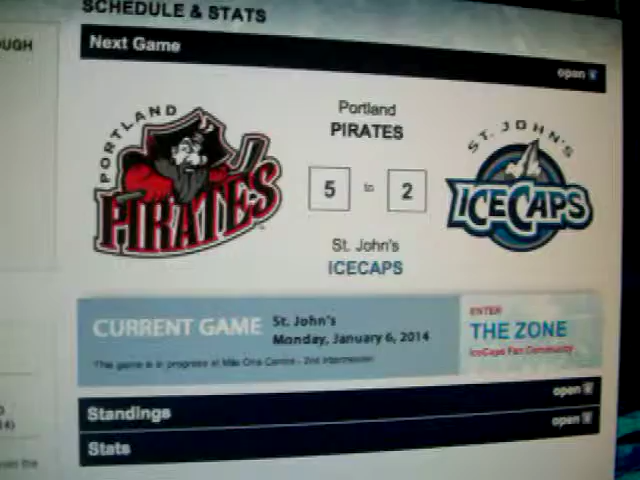 SCHEDULE & STATS
OUGH
Next Game
open
PORTLAND
PIRATES
Portland
PIRATES
5 to 2
St. John's
ICECAPS
ST. JOHN'S
ICECAPS
CURRENT GAME
St. John's
Monday, January 6, 2014
This game is in progress at Mile One Centre - 2nd Intermission
ENTER
THE ZONE
IceCaps Fan Community
open
Standings
open
Stats